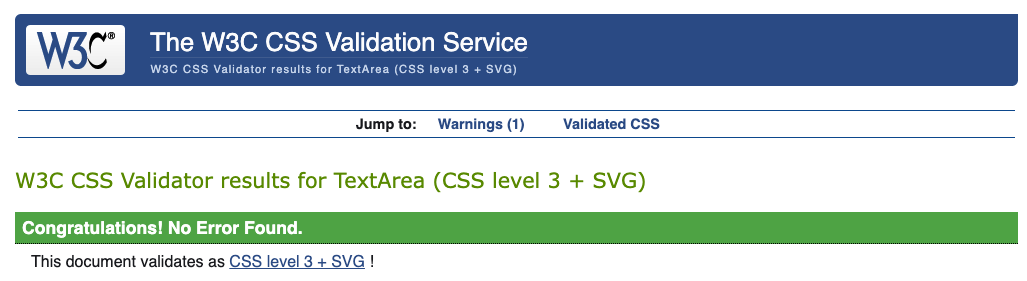 W3C®
The W3C CSS Validation Service
W3C CSS Validator results for TextArea (CSS level 3 + SVG)
Jump to: Warnings (1) Validated CSS
W3C CSS Validator results for TextArea (CSS level 3 + SVG)
Congratulations! No Error Found.
This document validates as CSS level 3 + SVG !